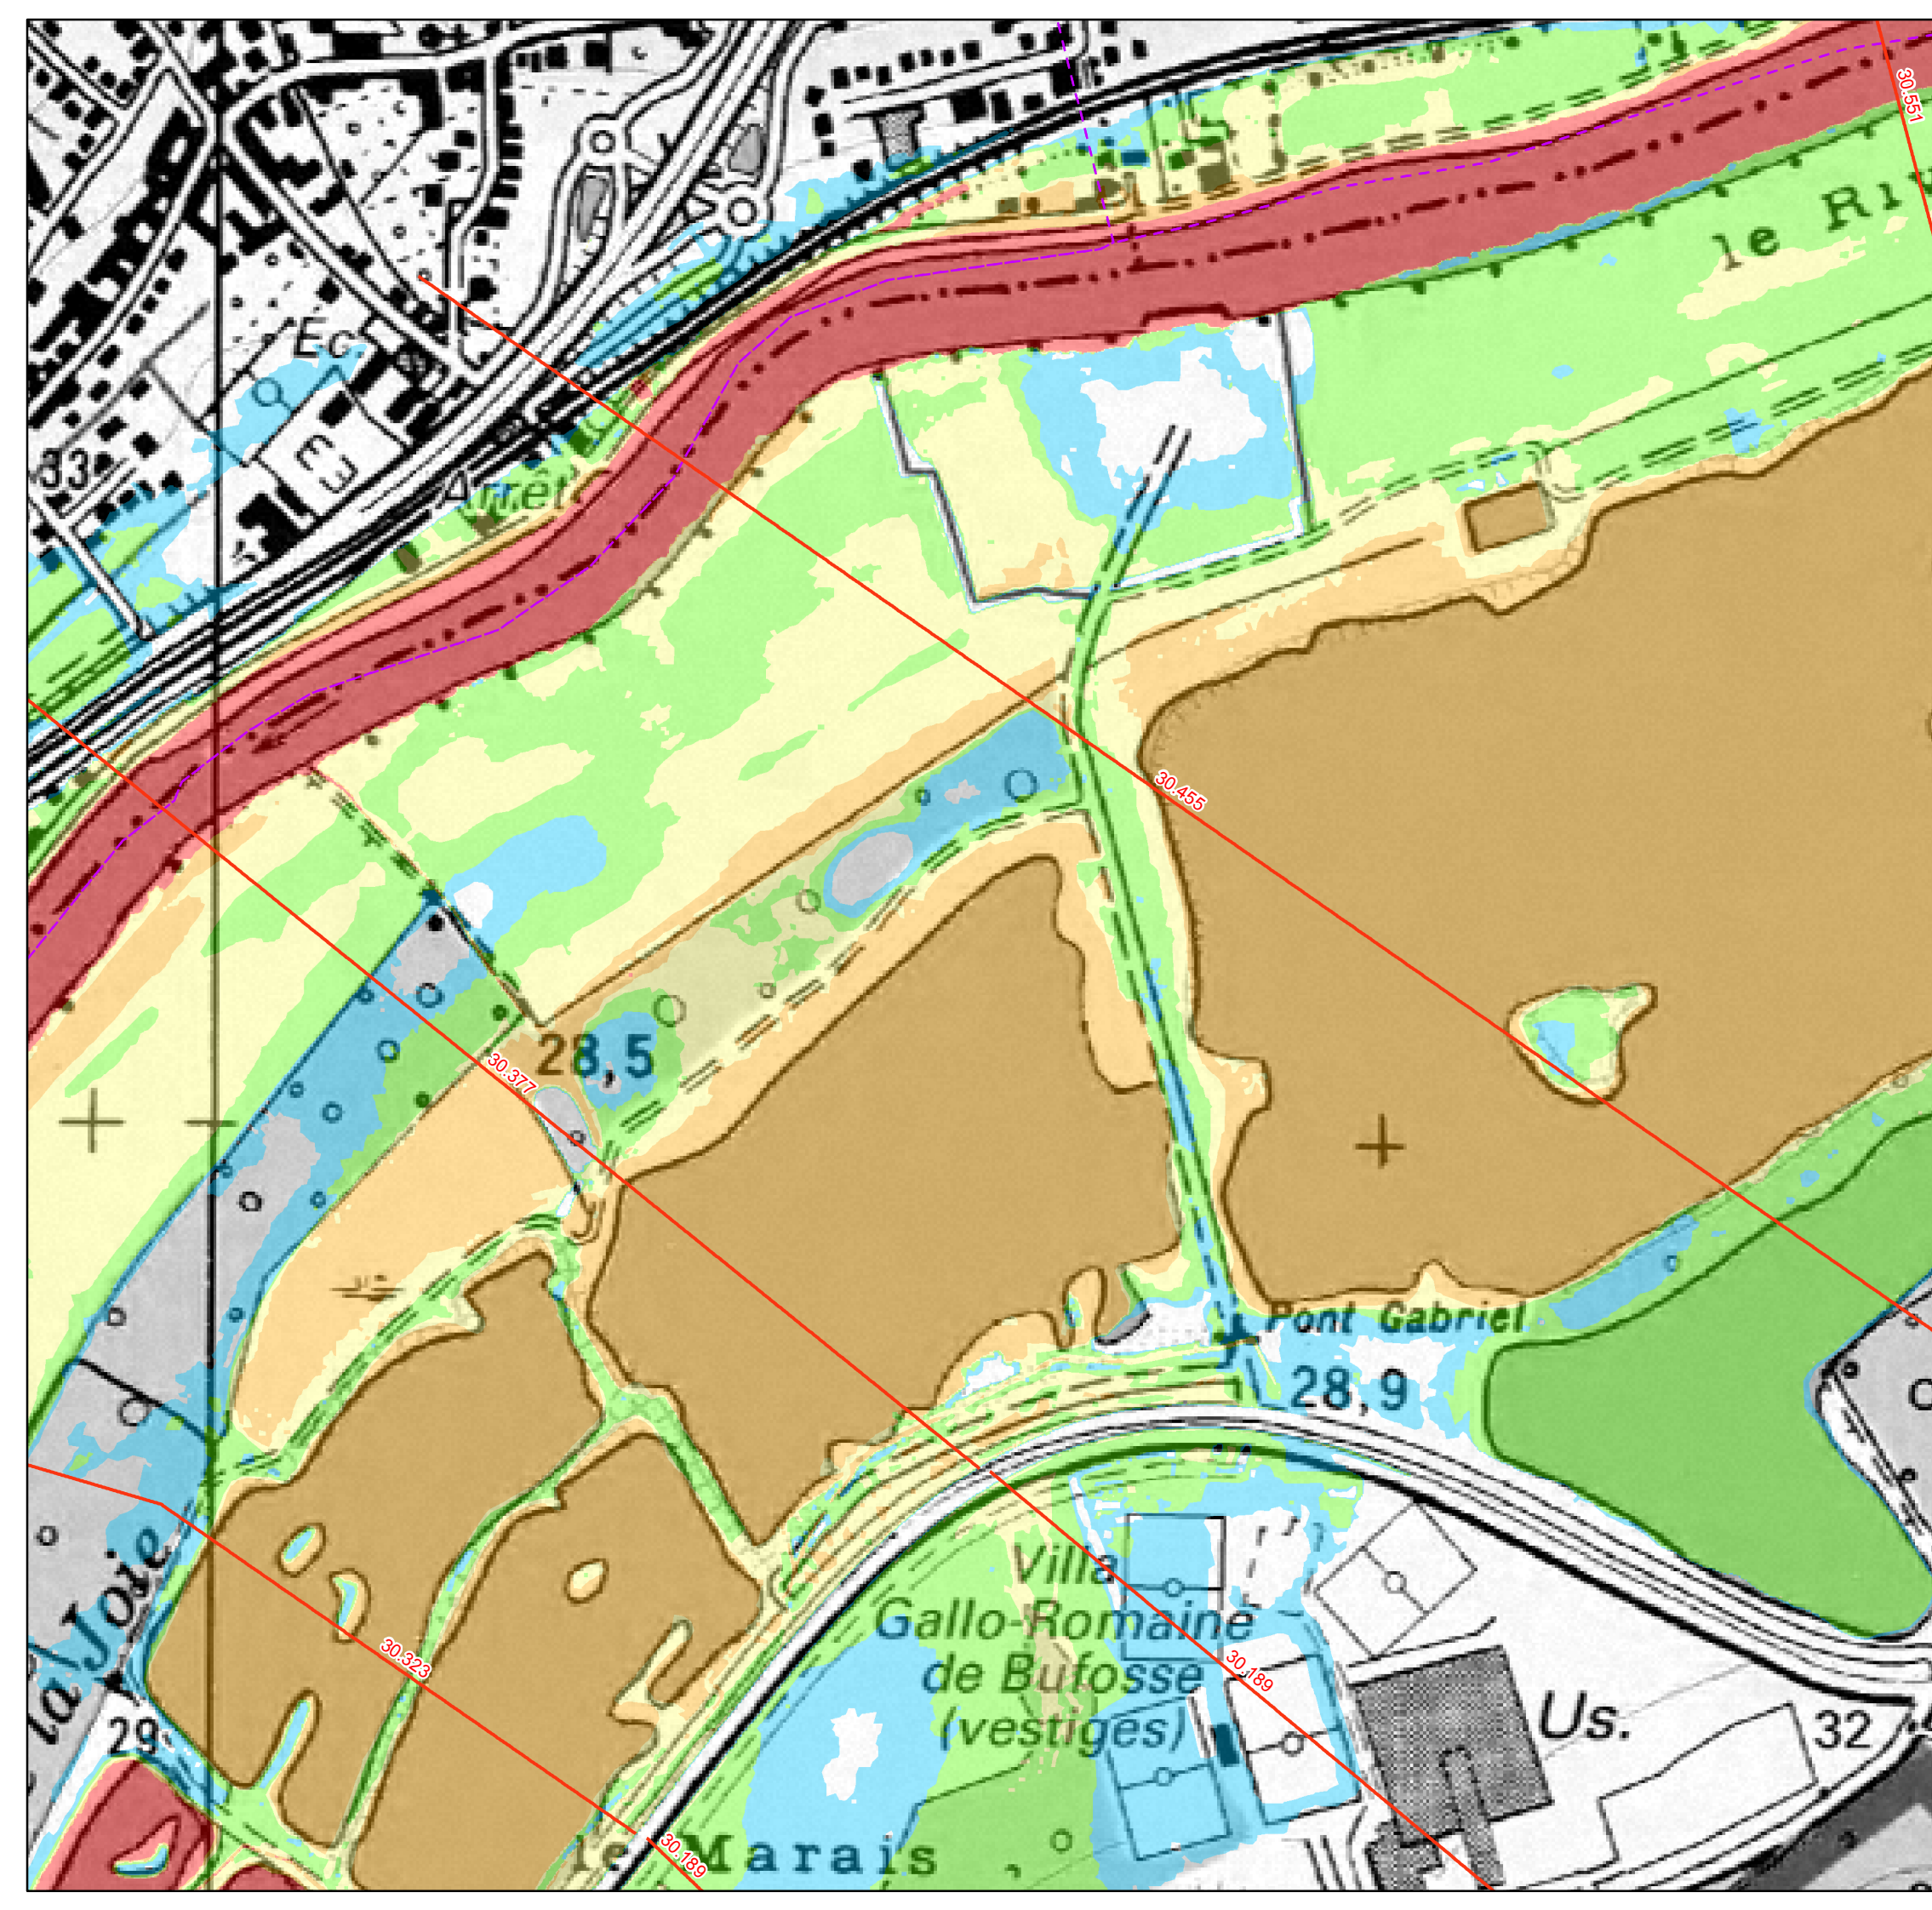 30.551
le Ri
Ec
33
Arrêt
30.455
28,5
30.377
Pont Gabriel
28,9
la Joie
Villa
Gallo-Romaine
de Bufosse
(vestiges)
30.323
30.189
29
Us.
32
le Marais
30.189